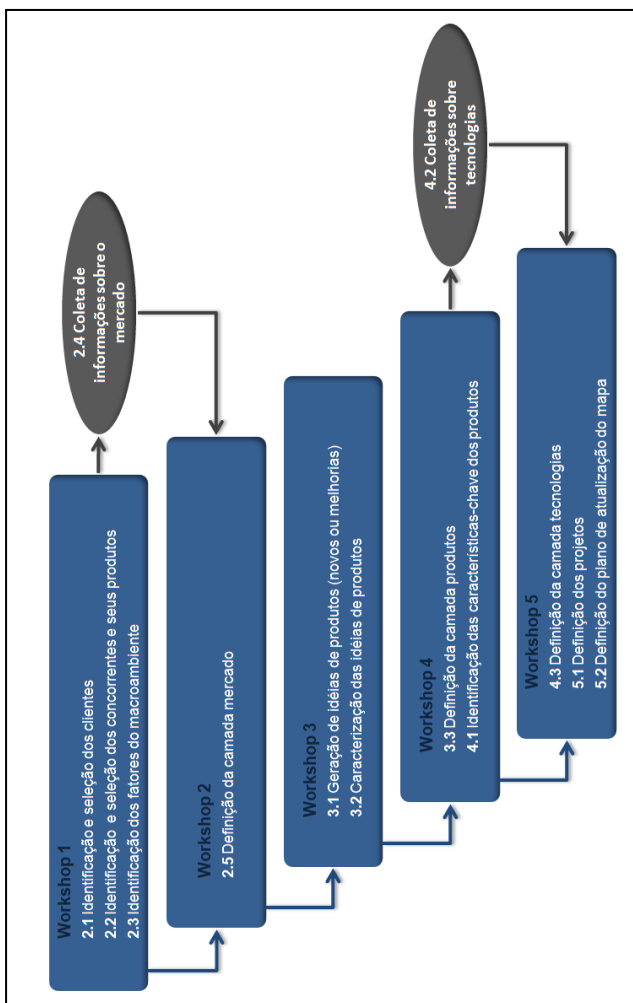 Workshop 1
2.1 Identificação e seleção dos clientes
2.2 Identificação e seleção dos concorrentes e seus produtos
2.3 Identificação dos fatores do macroambiente
2.4 Coleta de
informações sobre o
mercado
Workshop 2
2.5 Definição da camada mercado
Workshop 3
3.1 Geração de idéias de produtos (novos ou melhorias)
3.2 Caracterização das idéias de produtos
Workshop 4
3.3 Definição da camada produtos
4.1 Identificação das características-chave dos produtos
4.2 Coleta de
informações sobre
tecnologias
Workshop 5
4.3 Definição da camada tecnologias
5.1 Definição dos projetos
5.2 Definição do plano de atualização do mapa